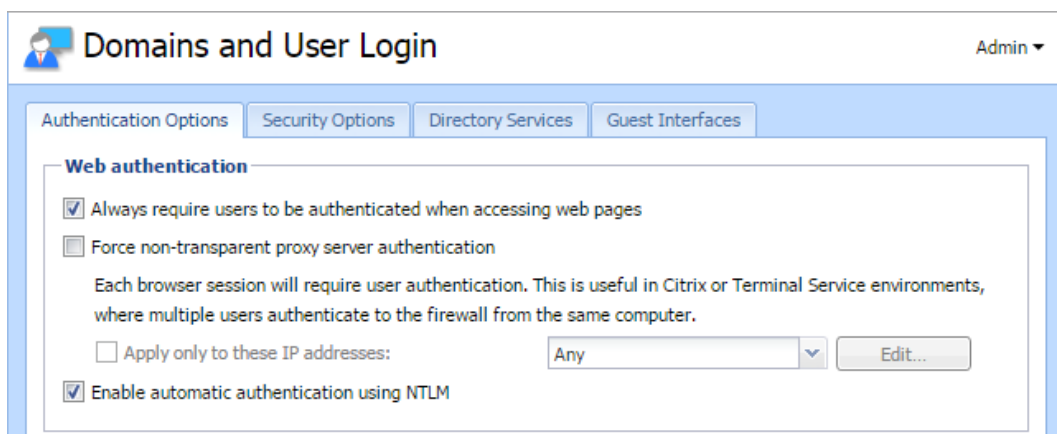 Domains and User Login
Admin
Authentication Options
Security Options
Directory Services
Guest Interfaces
Web authentication
Always require users to be authenticated when accessing web pages
Force non-transparent proxy server authentication
Each browser session will require user authentication. This is useful in Citrix or Terminal Service environments,
where multiple users authenticate to the firewall from the same computer.
Apply only to these IP addresses:
Any
Edit...
Enable automatic authentication using NTLM